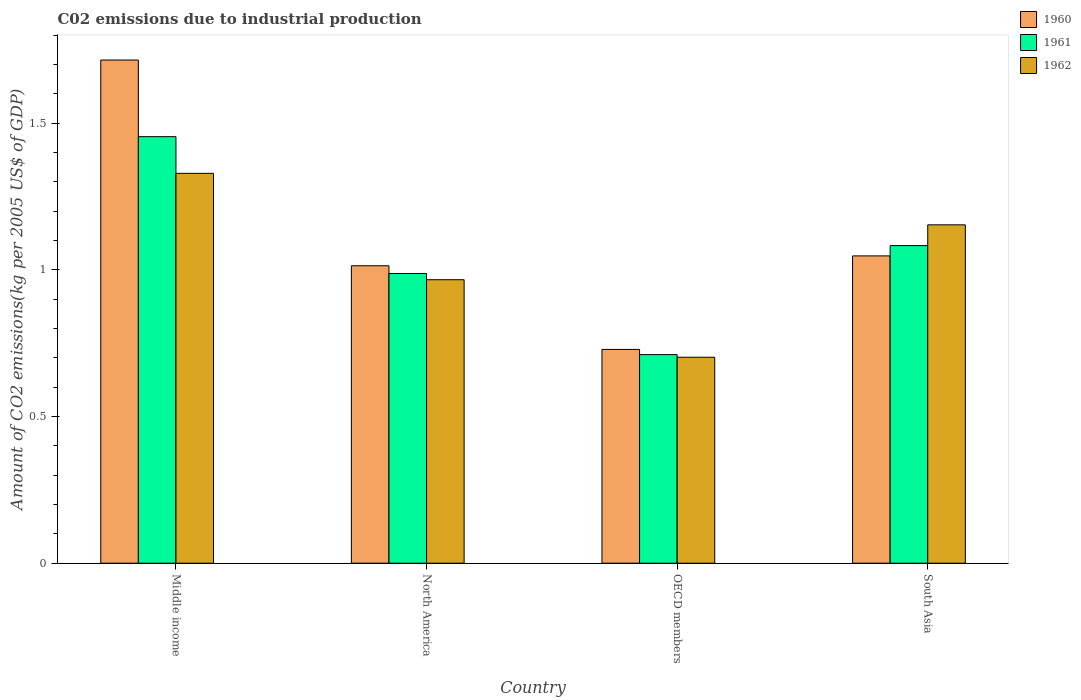 C02 emissions due to industrial production
1960
1961
1962
Amount of CO2 emissions(kg per 2005 US$ of GDP)
1.5
1
0.5
0
Middle income
North America
OECD members
South Asia
Country